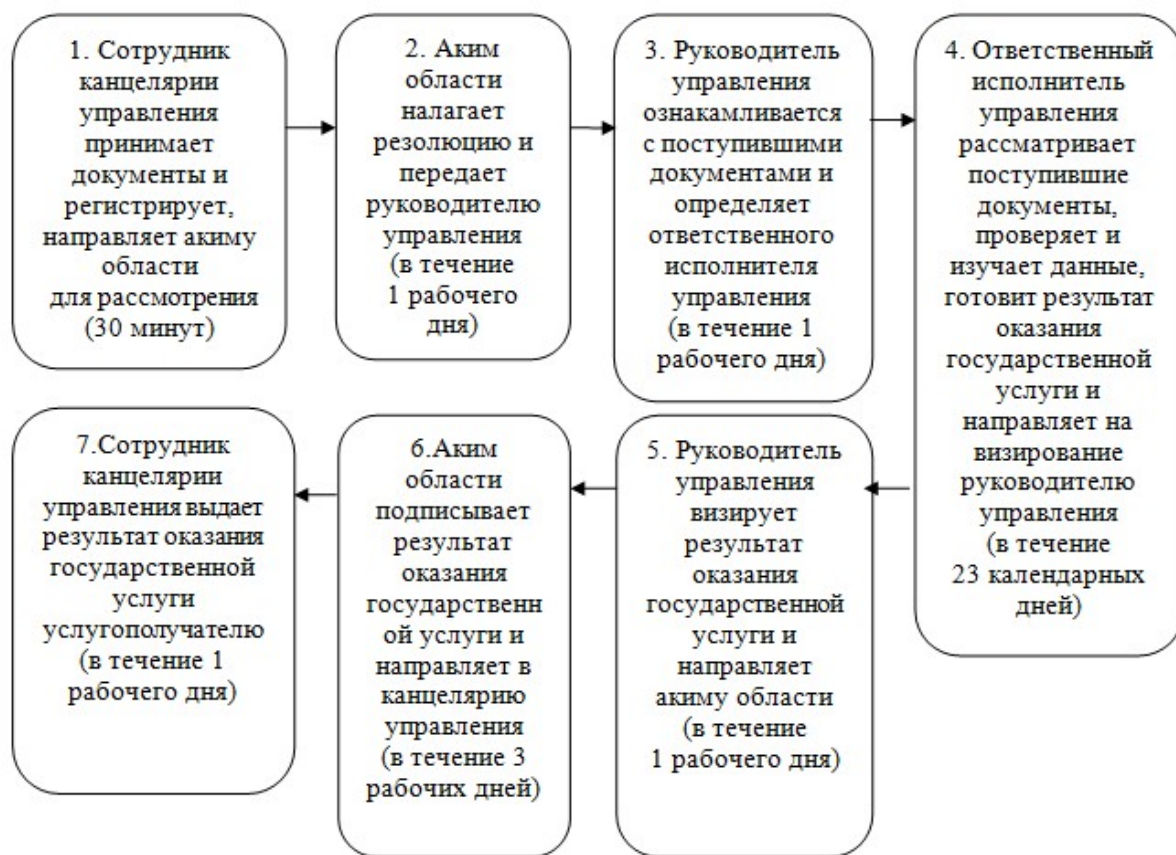 1. Сотрудник
канцелярии
управления
принимает
документы и
регистрирует,
направляет акиму
области
для рассмотрения
(30 минут)
2. Аким
области
налагает
резолюцию и
передает
руководителю
управления
(в течение
1 рабочего
дня)
3. Руководитель
управления
ознакамливается
с поступившими
документами и
определяет
ответственного
исполнителя
управления
(в течение 1
рабочего дня)
4. Ответственный
исполнитель
управления
рассматривает
поступившие
документы,
проверяет и
изучает данные,
готовит результат
оказания
государственной
услуги и
направляет на
визирование
руководителю
управления
(в течение
23 календарных
дней)
5. Руководитель
управления
визирует
результат
оказания
государственной
услуги и
направляет
акиму области
(в течение
1 рабочего дня)
6.Аким
области
подписывает
результат
оказания
государственн
ой услуги и
направляет в
канцелярию
управления
(в течение 3
рабочих дней)
7.Сотрудник
канцелярии
управления выдает
результат оказания
государственной
услуги
услугополучателю
(в течение 1
рабочего дня)